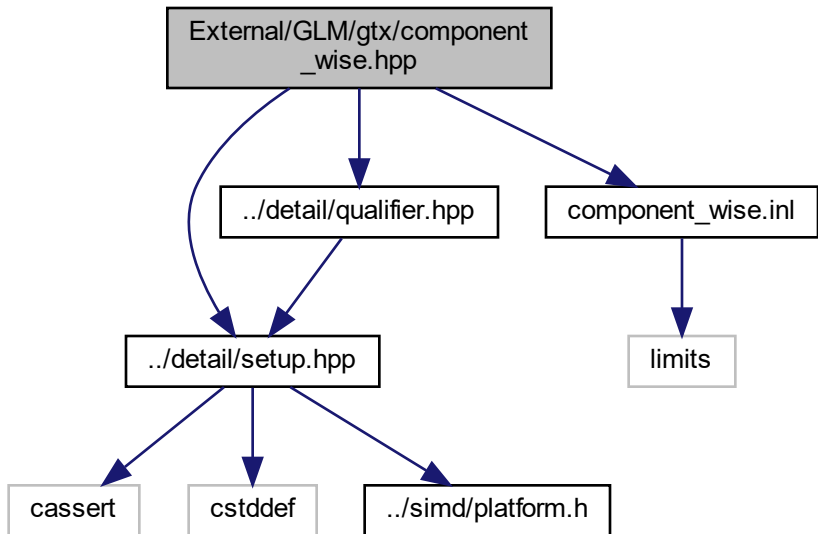 External/GLM/gtx/component
_wise.hpp
../detail/qualifier.hpp
component_wise.inl
../detail/setup.hpp
limits
cassert
cstddef
../simd/platform.h